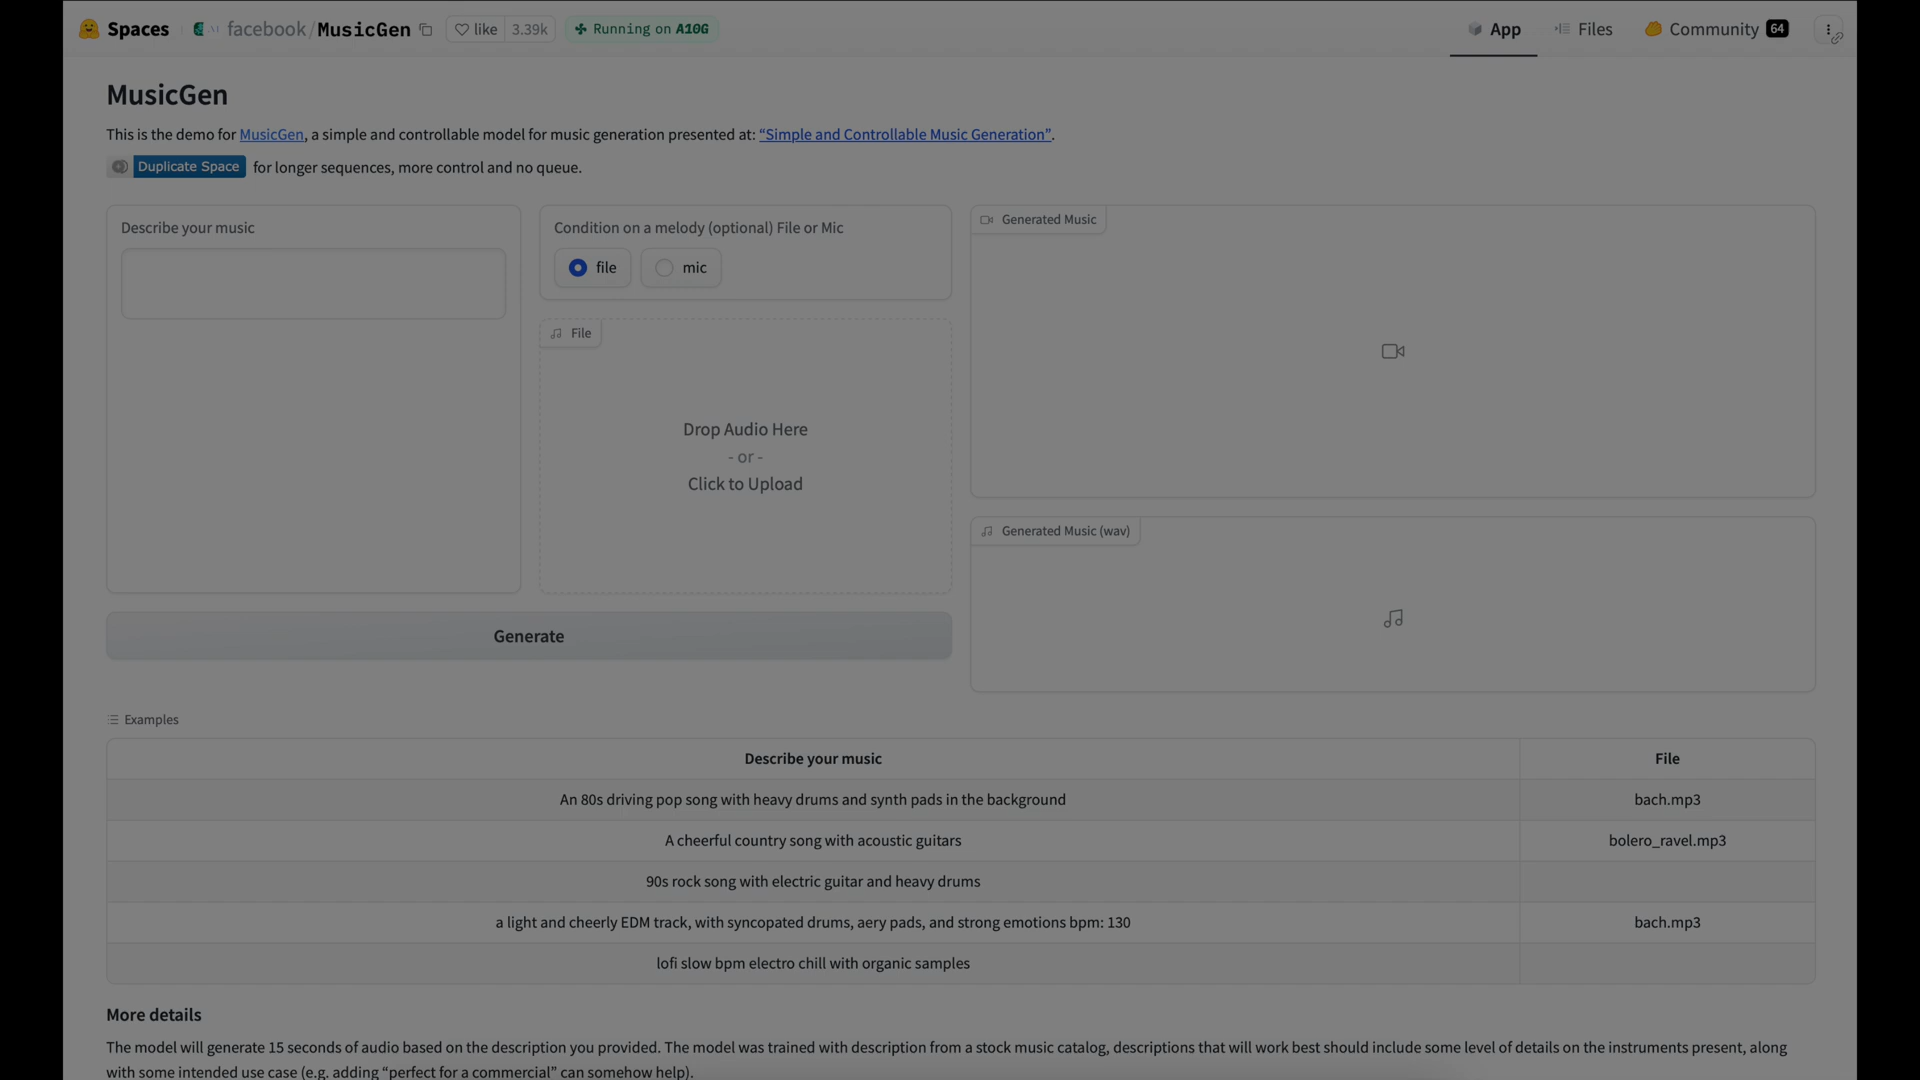 Spaces facebook/MusicGen like 3.39k Running on A10G App Files Community 64
MusicGen
This is the demo for MusicGen, a simple and controllable model for music generation presented at: “Simple and Controllable Music Generation”.
Duplicate Space for longer sequences, more control and no queue.
Describe your music
Condition on a melody (optional) File or Mic
file mic
File
Drop Audio Here
- or -
Click to Upload
Generated Music
Generated Music (wav)
Generate
Examples
Describe your music File
An 80s driving pop song with heavy drums and synth pads in the background bach.mp3
A cheerful country song with acoustic guitars bolero_ravel.mp3
90s rock song with electric guitar and heavy drums
a light and cheerly EDM track, with syncopated drums, aery pads, and strong emotions bpm: 130 bach.mp3
lofi slow bpm electro chill with organic samples
More details
The model will generate 15 seconds of audio based on the description you provided. The model was trained with description from a stock music catalog, descriptions that will work best should include some level of details on the instruments present, along
with some intended use case (e.g. adding “perfect for a commercial” can somehow help).